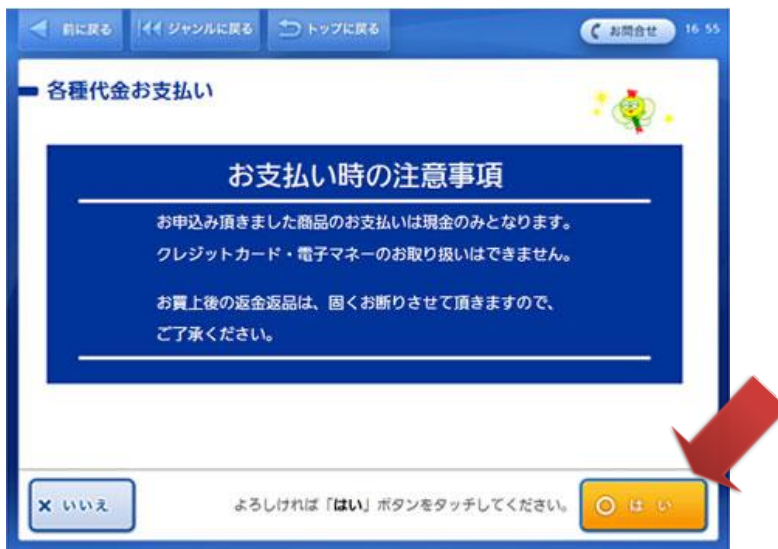 前に戻る
ジャンルに戻る
トップに戻る
お問合せ
16 55
各種代金お支払い
お支払い時の注意事項
お申込み頂きました商品のお支払いは現金のみとなります。
クレジットカード・電子マネーのお取り扱いはできません。
お買上後の返金返品は、固くお断りさせて頂きますので、
ご了承ください。
× いいえ
よろしければ「はい」ボタンをタッチしてください。
○ は い